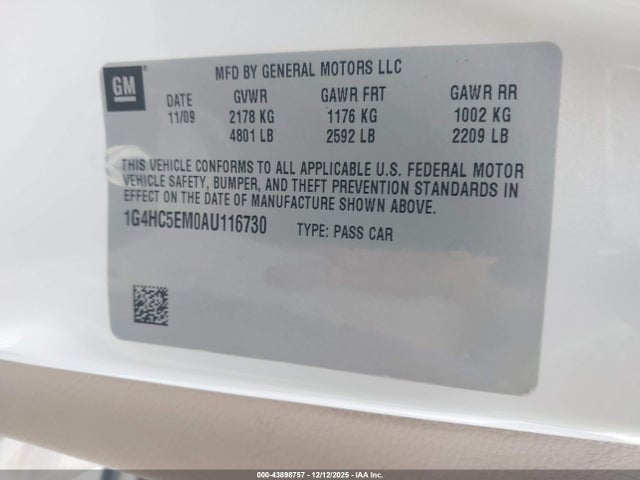 GM
MFD BY GENERAL MOTORS LLC
DATE GVWR GAWR FRT GAWR RR
11/09 2178 KG 1176 KG 1002 KG
4801 LB 2592 LB 2209 LB
THIS VEHICLE CONFORMS TO ALL APPLICABLE U.S. FEDERAL MOTOR
VEHICLE SAFETY, BUMPER, AND THEFT PREVENTION STANDARDS IN
EFFECT ON THE DATE OF MANUFACTURE SHOWN ABOVE.
1G4HC5EM0AU116730 TYPE: PASS CAR
000-43898757 - 12/12/2025 - IAA Inc.